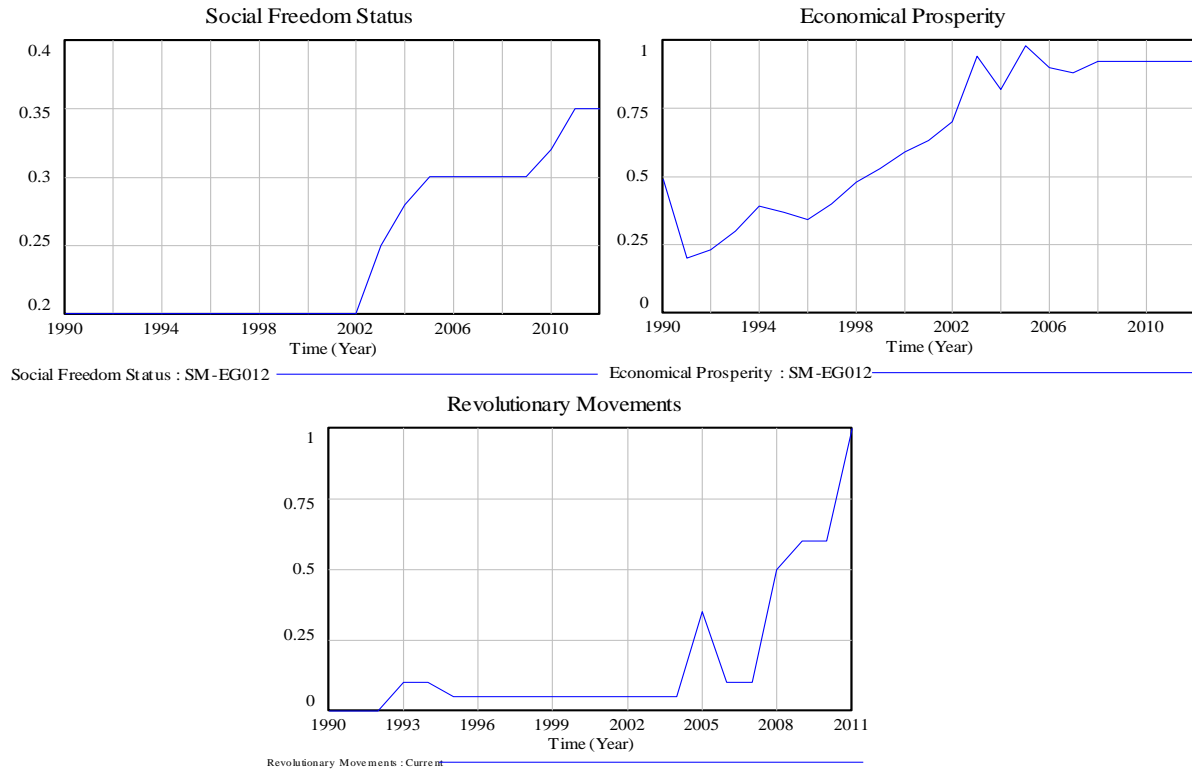 Social Freedom Status
0.4
0.35
0.3
0.25
0.2
1990 1994 1998 2002 2006 2010
Time (Year)
Social Freedom Status : SM-EG012
Economical Prosperity
1
0.75
0.5
0.25
0
1990 1994 1998 2002 2006 2010
Time (Year)
Economical Prosperity : SM-EG012
Revolutionary Movements
1
0.75
0.5
0.25
0
1990 1993 1996 1999 2002 2005 2008 2011
Time (Year)
Revolutionary Movements : Current